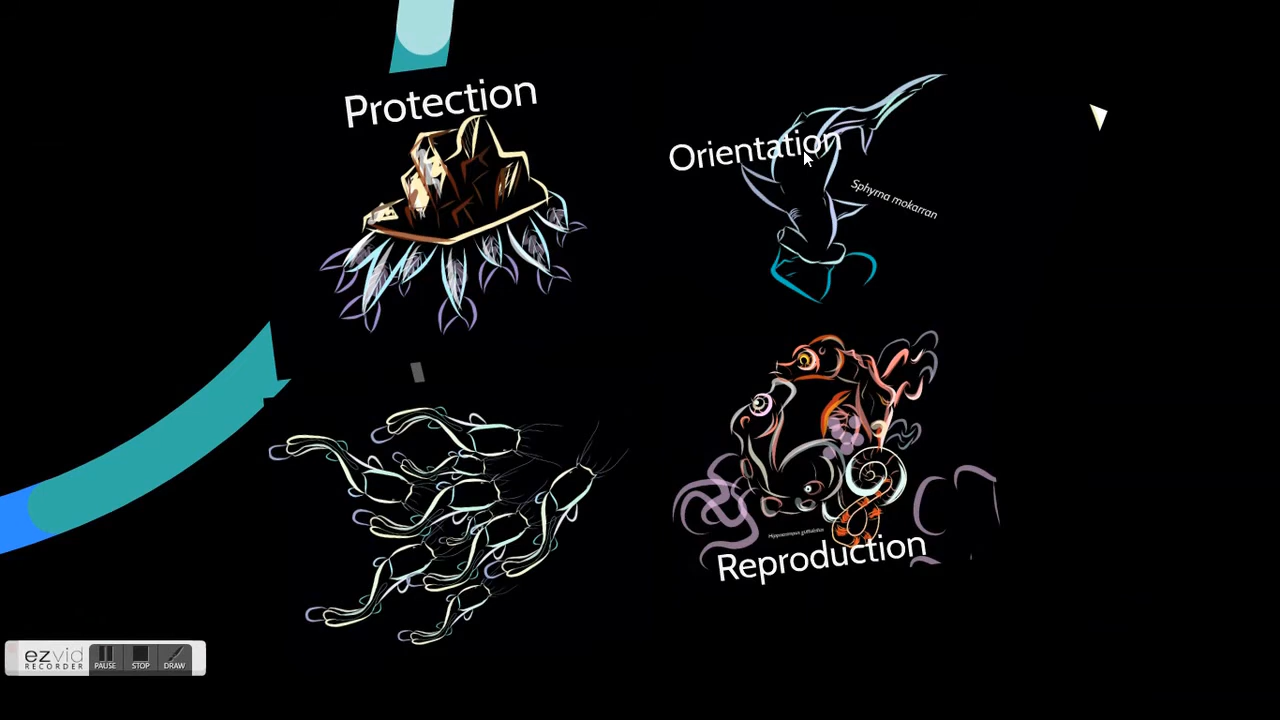 Protection
Orientation
Sphyrna mokarran
Reproduction
ezvid
RECORDER
PAUSE
STOP
DRAW